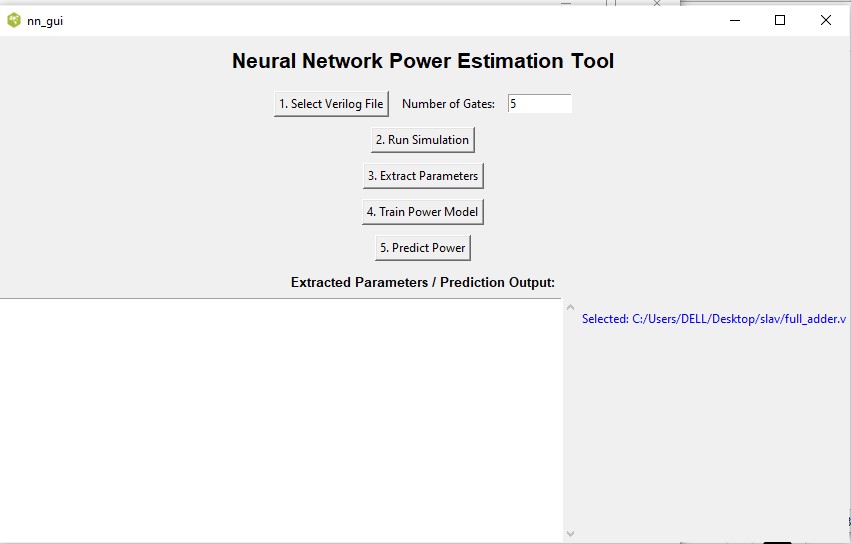 nn_gui
Neural Network Power Estimation Tool
1. Select Verilog File Number of Gates: 5
2. Run Simulation
3. Extract Parameters
4. Train Power Model
5. Predict Power
Extracted Parameters / Prediction Output:
Selected: C:/Users/DELL/Desktop/slav/full_adder.v